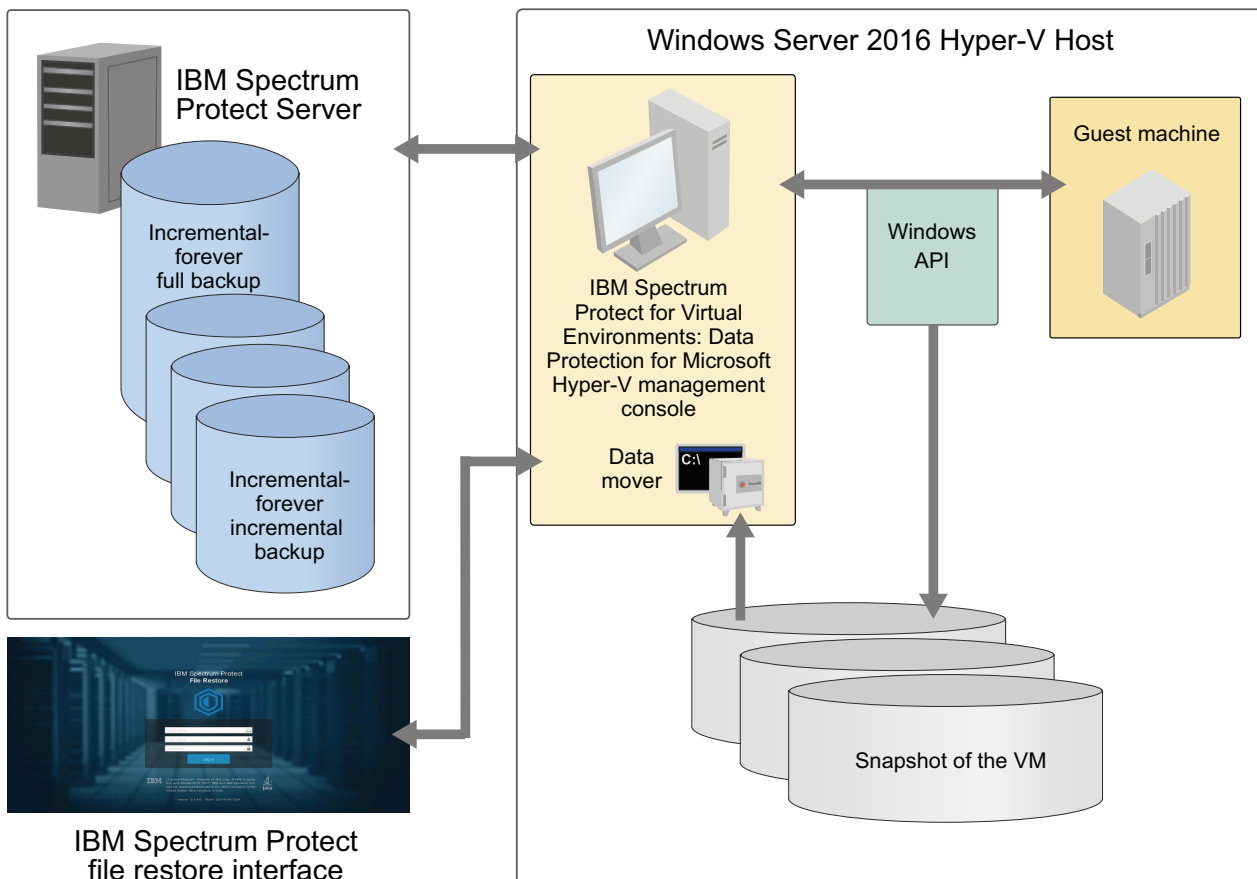 IBM Spectrum
Protect Server
Incremental-
forever
full backup
Incremental-
forever
incremental
backup
Windows Server 2016 Hyper-V Host
IBM Spectrum
Protect for Virtual
Environments: Data
Protection for Microsoft
Hyper-V management
console
Data
mover
C:\
Windows
API
Guest machine
Snapshot of the VM
IBM Spectrum Protect
File Restore
Log in
IBM
Java
IBM Spectrum Protect
file restore interface